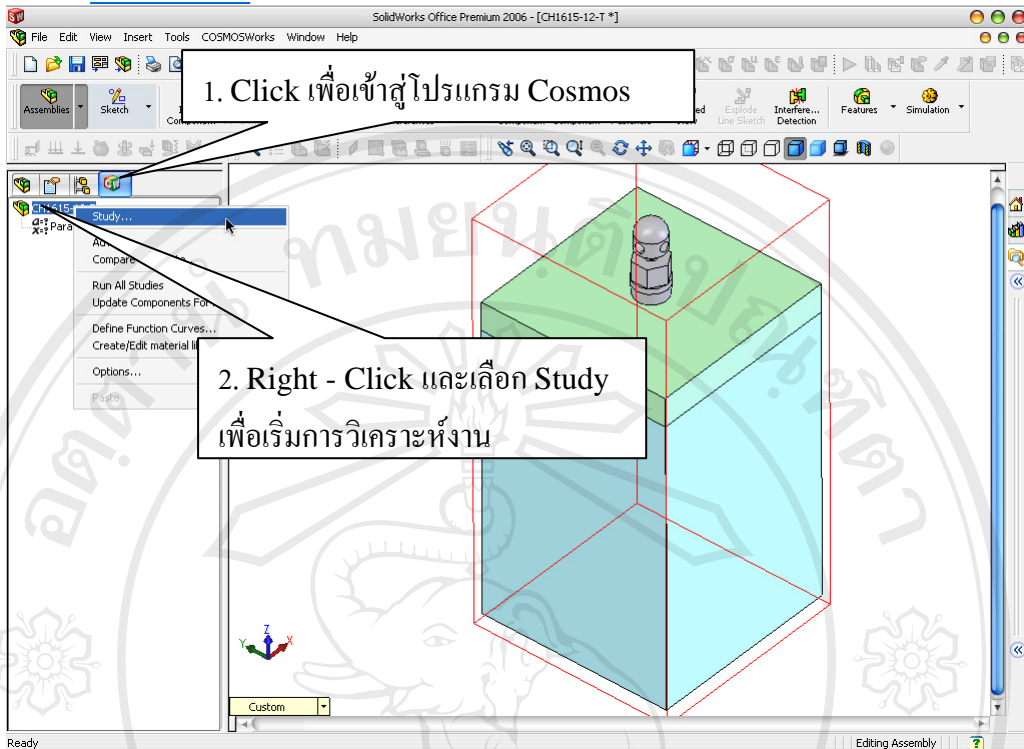 SolidWorks Office Premium 2006 - [CH1615-12-T *]
File Edit View Insert Tools COSMOSWorks Window Help
1. Click เพื่อเข้าสู่โปรแกรม Cosmos
Assemblies Sketch Explode Line Sketch Interfere... Detection Features Simulation
Study...
Run All Studies
Update Components For
Define Function Curves...
Create/Edit material li
Options...
Paste
2. Right - Click และเลือก Study
เพื่อเริ่มการวิเคราะห์งาน
Z
Y X
Custom
Ready Editing Assembly